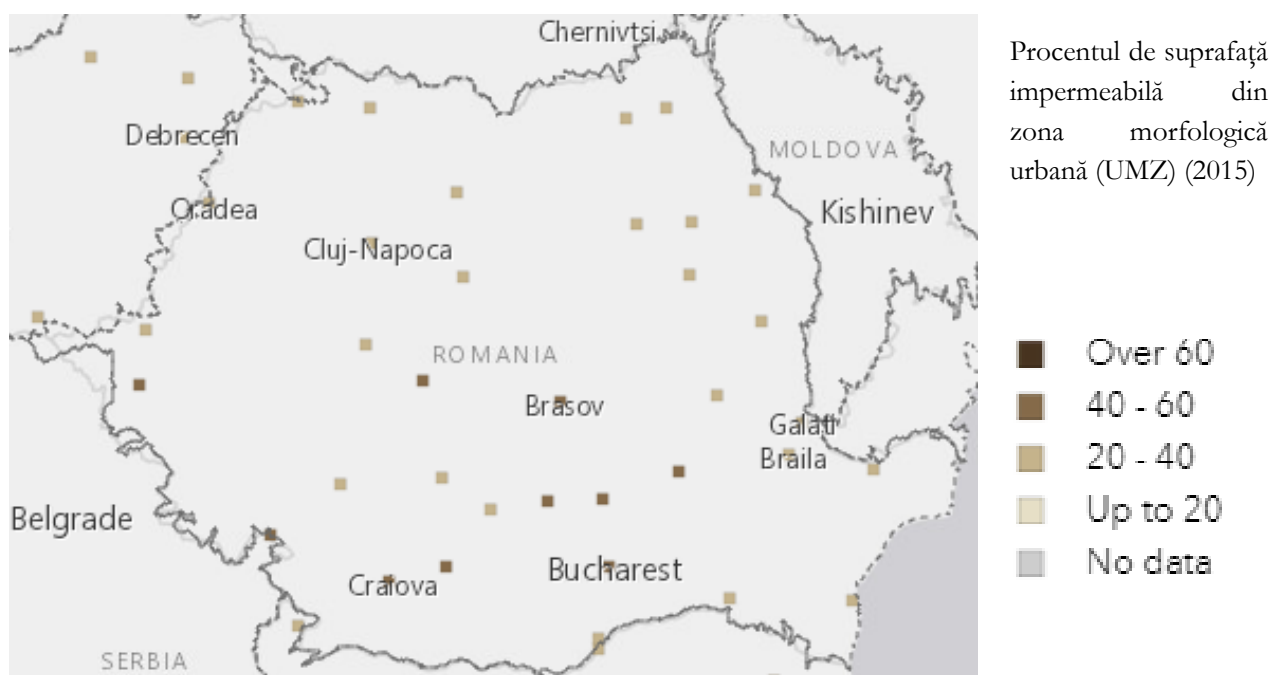 Chernivtsi
Procentul de suprafață
impermeabilă din
zona morfologică
urbană (UMZ) (2015)
Debrecen
MOLDOVA
Oradea
Kishinev
Cluj-Napoca
ROMANIA
Brasov
Galati
Braila
Belgrade
Craiova
Bucharest
SERBIA
Over 60
40 - 60
20 - 40
Up to 20
No data